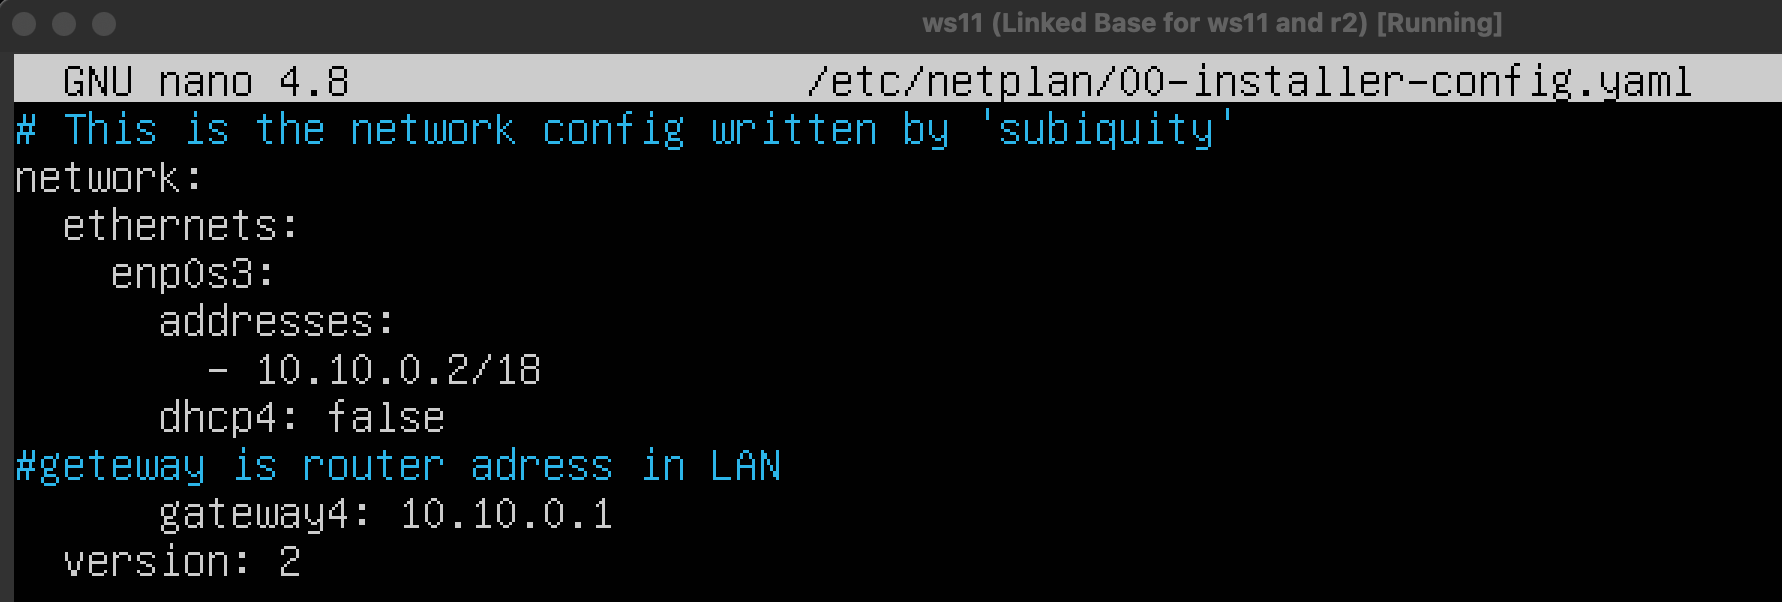 ws11 (Linked Base for ws11 and r2) [Running]
GNU nano 4.8 /etc/netplan/00-installer-config.yaml
# This is the network config written by 'subiquity'
network:
  ethernets:
    enp0s3:
      addresses:
        - 10.10.0.2/18
      dhcp4: false
#geteway is router adress in LAN
      gateway4: 10.10.0.1
  version: 2